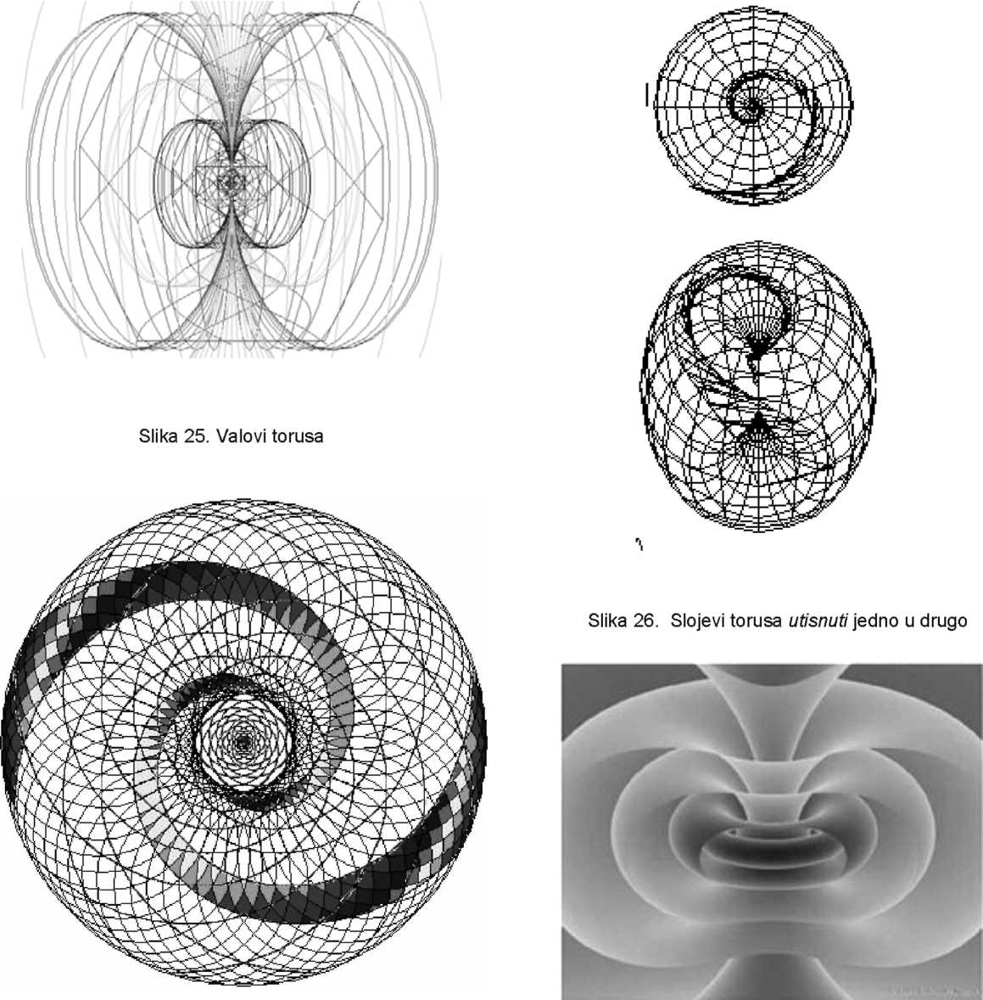 Slika 25. Valovi torusa
Slika 26. Slojevi torusa utisnuti jedno u drugo